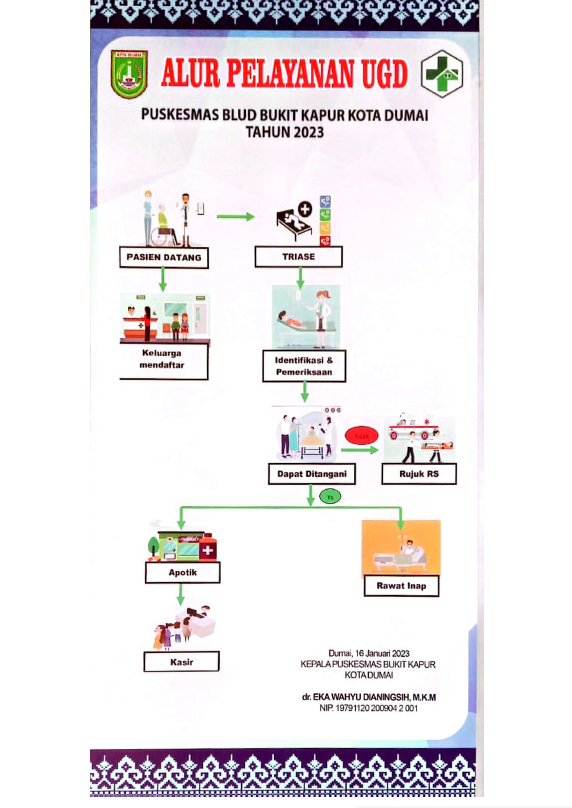 KOTA DUMAI
ALUR PELAYANAN UGD
PUSKESMAS BLUD BUKIT KAPUR KOTA DUMAI
TAHUN 2023
PASIEN DATANG
TRIASE
Keluarga
mendaftar
Identifikasi &
Pemeriksaan
Dapat Ditangani
Rujuk RS
Apotik
Rawat Inap
Kasir
Dumai, 16 Januari 2023
KEPALA PUSKESMAS BUKIT KAPUR
KOTA DUMAI
dr. EKA WAHYU DIANINGSIH, M.K.M
NIP. 19791120 200904 2 001